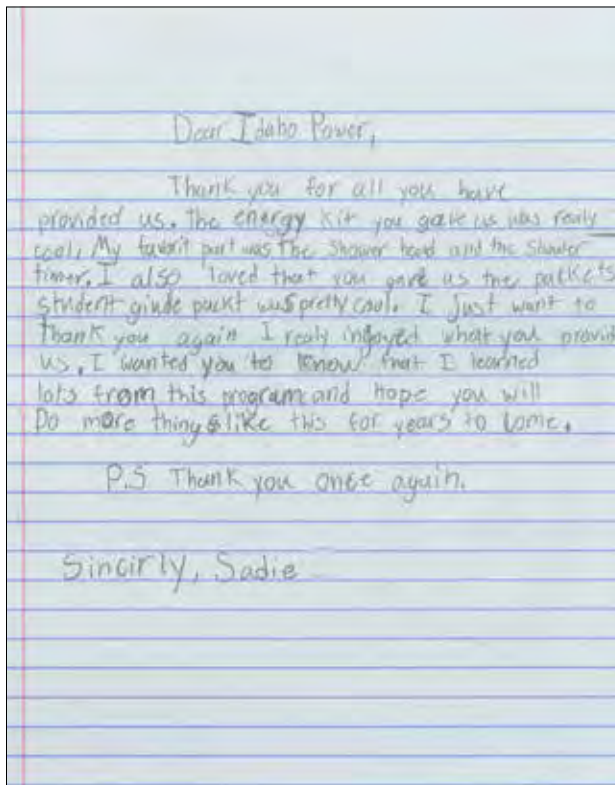 Dear Idaho Power,
Thank you for all you have
provided us. The energy kit you gave us was realy
cool. My favorit part was The Shower head and the Shower
timer. I also loved that you gave us the packets
student giude packt was pretty cool. I just want to
Thank you again I realy injoyed what you provid
us. I wanted you to know that I learned
lots from this program and hope you will
Do more things like this for years to come.
P.S Thank you once again.
Sincirly, Sadie